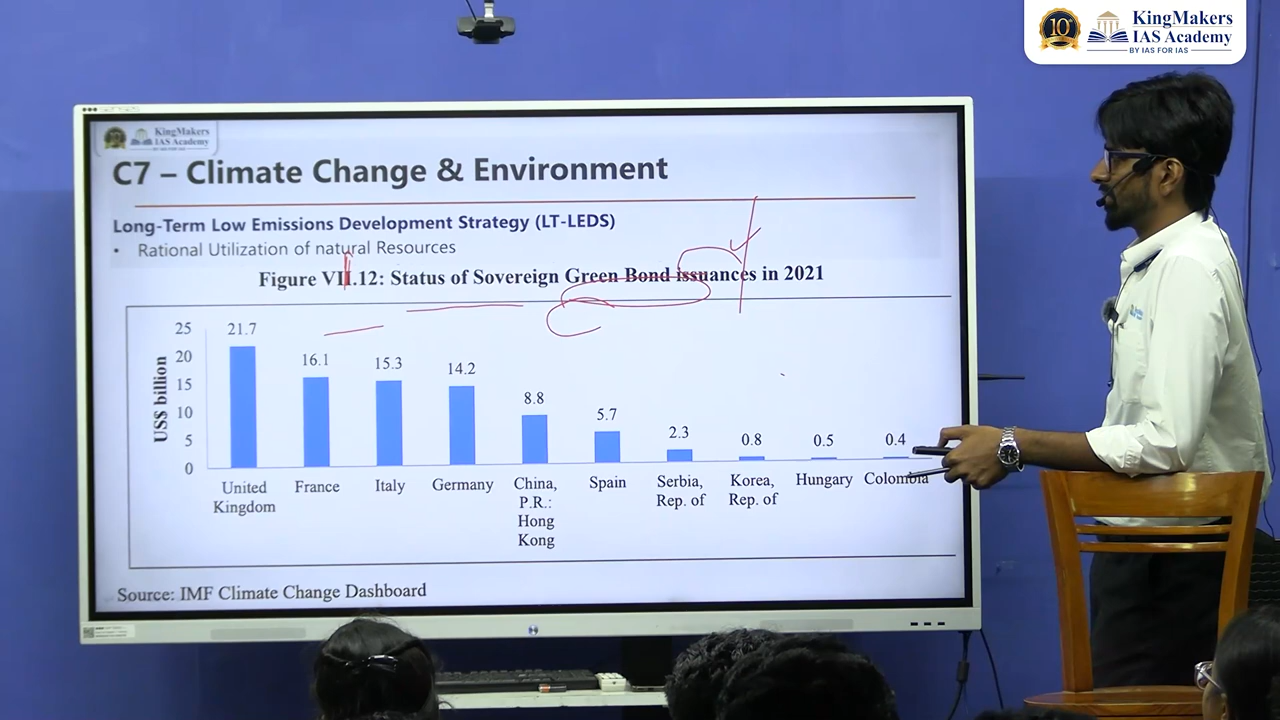 10
KingMakers
IAS Academy
BY IAS FOR IAS
KingMakers
IAS Academy
C7 – Climate Change & Environment
Long-Term Low Emissions Development Strategy (LT-LEDS)
• Rational Utilization of natural Resources
Figure VII.12: Status of Sovereign Green Bond issuances in 2021
US$ billion
25
20
15
10
5
0
21.7
16.1
15.3
14.2
8.8
5.7
2.3
0.8
0.5
0.4
United
Kingdom
France
Italy
Germany
China,
P.R.:
Hong
Kong
Spain
Serbia,
Rep. of
Korea,
Rep. of
Hungary
Colombia
Source: IMF Climate Change Dashboard